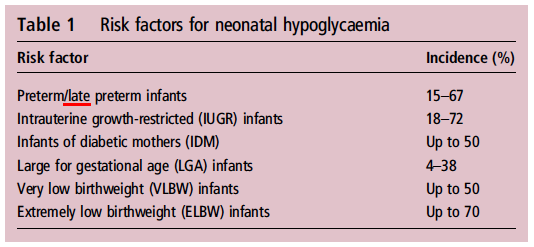 Table 1 Risk factors for neonatal hypoglycaemia
Risk factor Incidence (%)
Preterm/late preterm infants 15–67
Intrauterine growth-restricted (IUGR) infants 18–72
Infants of diabetic mothers (IDM) Up to 50
Large for gestational age (LGA) infants 4–38
Very low birthweight (VLBW) infants Up to 50
Extremely low birthweight (ELBW) infants Up to 70